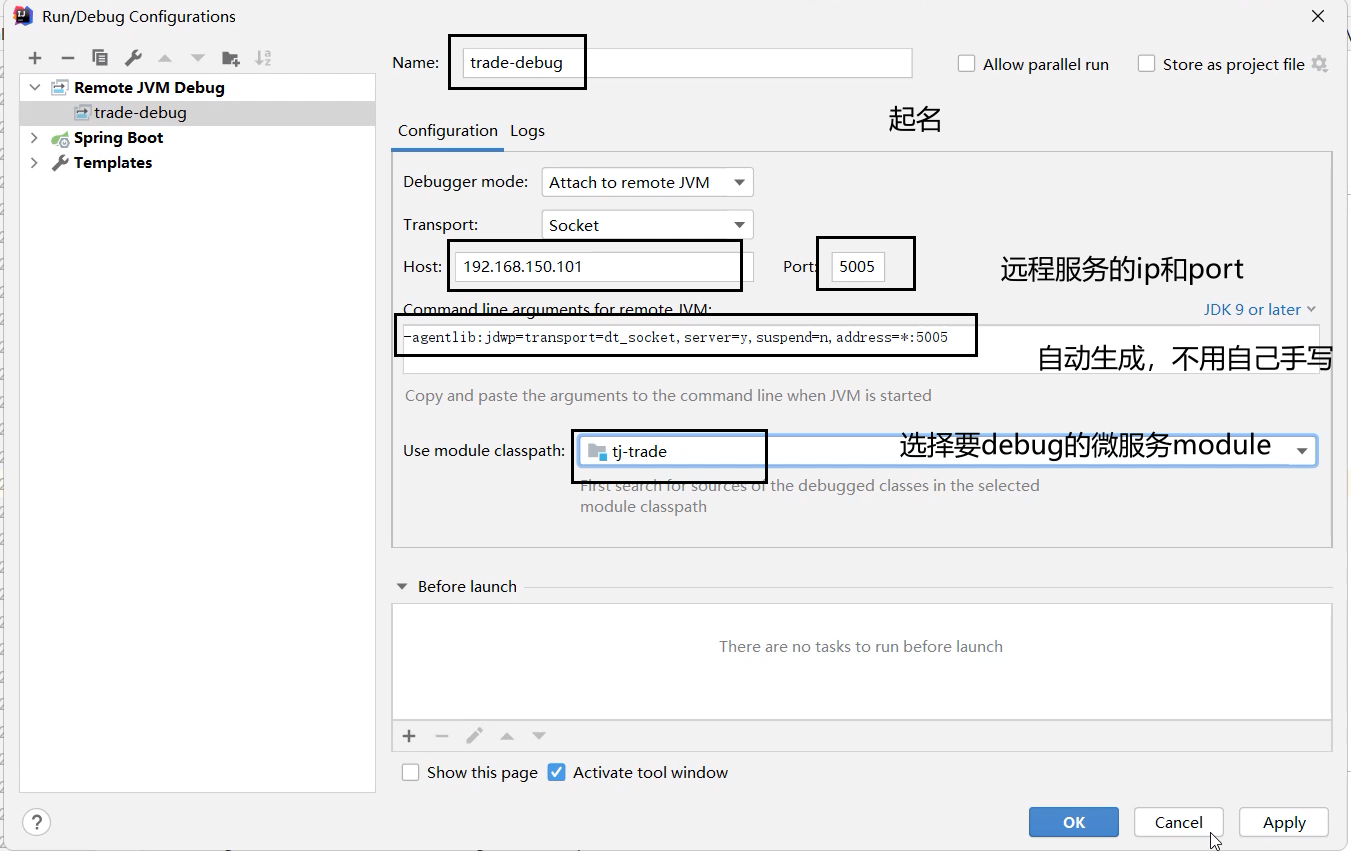 Run/Debug Configurations
Name: trade-debug
Allow parallel run
Store as project file
Remote JVM Debug
trade-debug
Spring Boot
Templates
起名
Configuration Logs
Debugger mode: Attach to remote JVM
Transport: Socket
Host: 192.168.150.101 Port: 5005
远程服务的ip和port
Command line arguments for remote JVM:
JDK 9 or later
-agentlib:jdwp=transport=dt_socket,server=y,suspend=n,address=*:5005
自动生成，不用自己手写
Copy and paste the arguments to the command line when JVM is started
Use module classpath: tj-trade
选择要debug的微服务module
First search for sources of the debugged classes in the selected
module classpath
Before launch
There are no tasks to run before launch
Show this page Activate tool window
? OK Cancel Apply